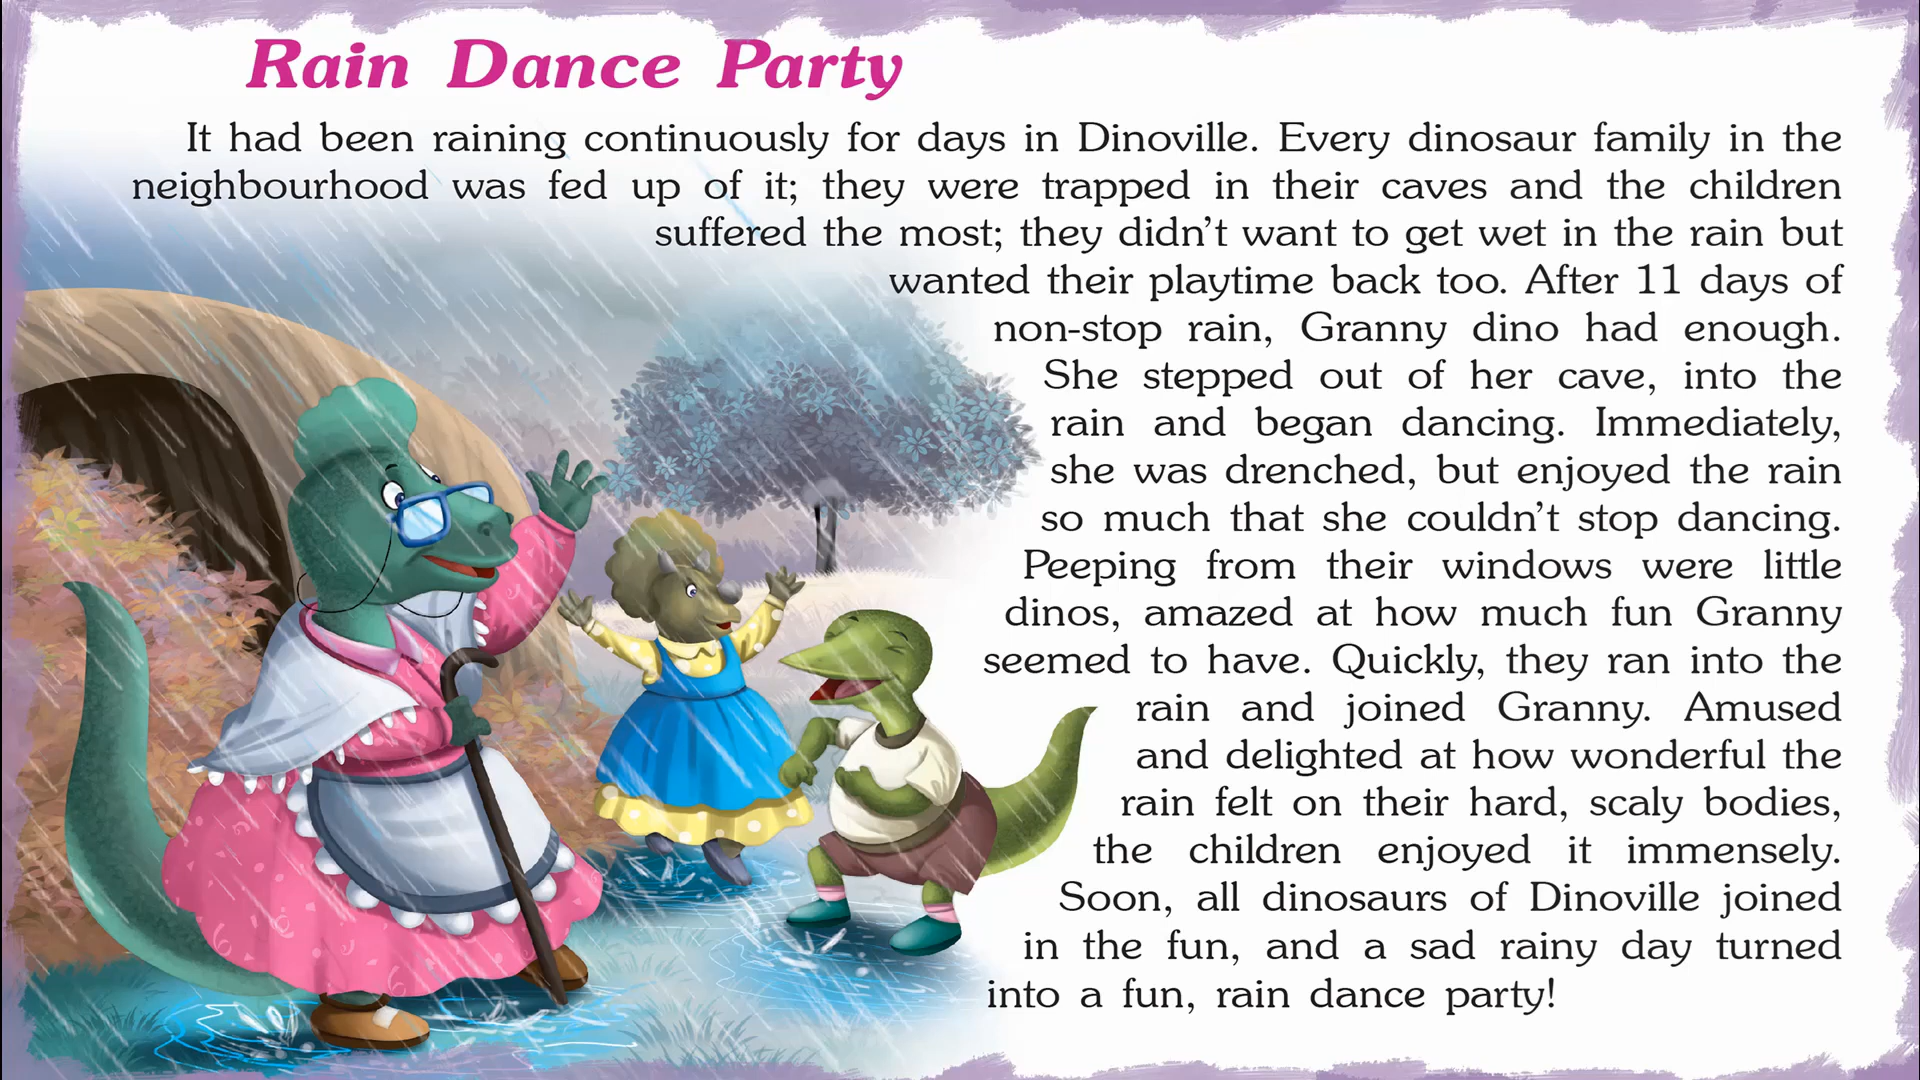 Rain Dance Party
It had been raining continuously for days in Dinoville. Every dinosaur family in the
neighbourhood was fed up of it; they were trapped in their caves and the children
suffered the most; they didn’t want to get wet in the rain but
wanted their playtime back too. After 11 days of
non-stop rain, Granny dino had enough.
She stepped out of her cave, into the
rain and began dancing. Immediately,
she was drenched, but enjoyed the rain
so much that she couldn’t stop dancing.
Peeping from their windows were little
dinos, amazed at how much fun Granny
seemed to have. Quickly, they ran into the
rain and joined Granny. Amused
and delighted at how wonderful the
rain felt on their hard, scaly bodies,
the children enjoyed it immensely.
Soon, all dinosaurs of Dinoville joined
in the fun, and a sad rainy day turned
into a fun, rain dance party!